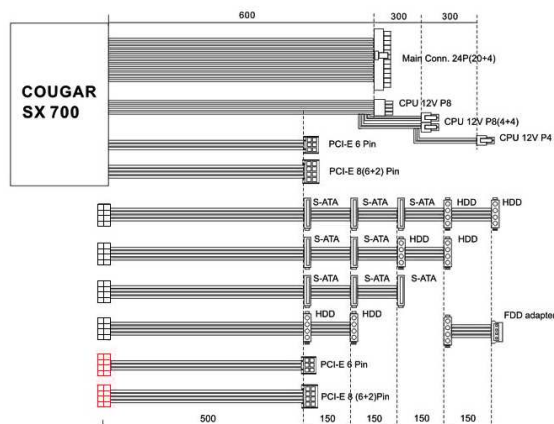 600
300
300
COUGAR
SX 700
Main Conn. 24P(20+4)
CPU 12V P8
CPU 12V P8(4+4)
CPU 12V P4
PCI-E 6 Pin
PCI-E 8(6+2) Pin
S-ATA S-ATA S-ATA HDD HDD
S-ATA S-ATA HDD HDD
S-ATA S-ATA S-ATA
HDD HDD
FDD adapter
PCI-E 6 Pin
PCI-E 8 (6+2)Pin
500 150 150 150 150